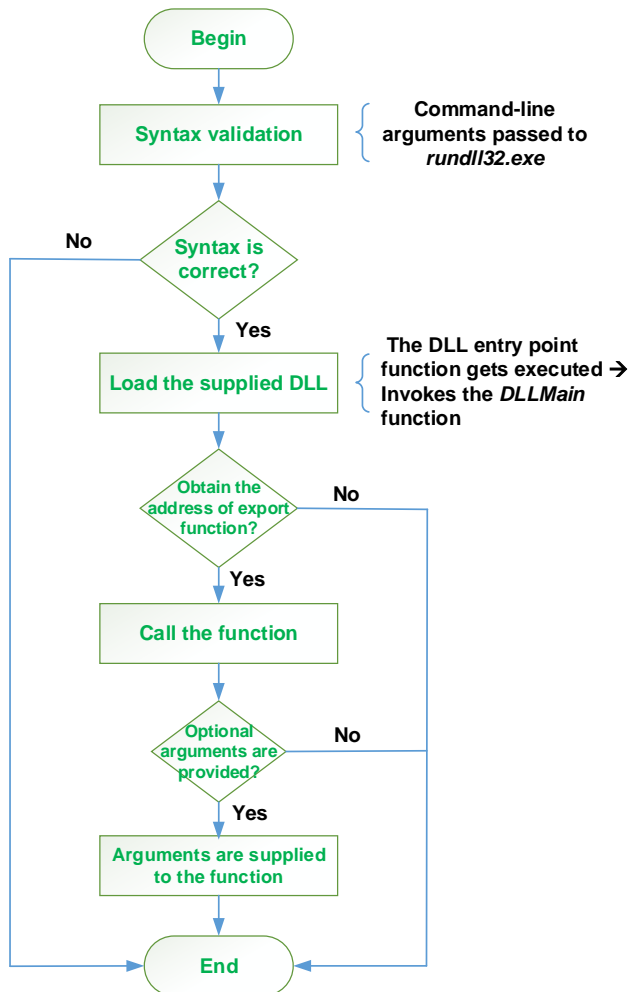 Begin
Syntax validation
Command-line
arguments passed to
rundll32.exe
No
Syntax is
correct?
Yes
Load the supplied DLL
The DLL entry point
function gets executed →
Invokes the DLLMain
function
Obtain the
address of export
function?
No
Yes
Call the function
Optional
arguments are
provided?
No
Yes
Arguments are supplied
to the function
End